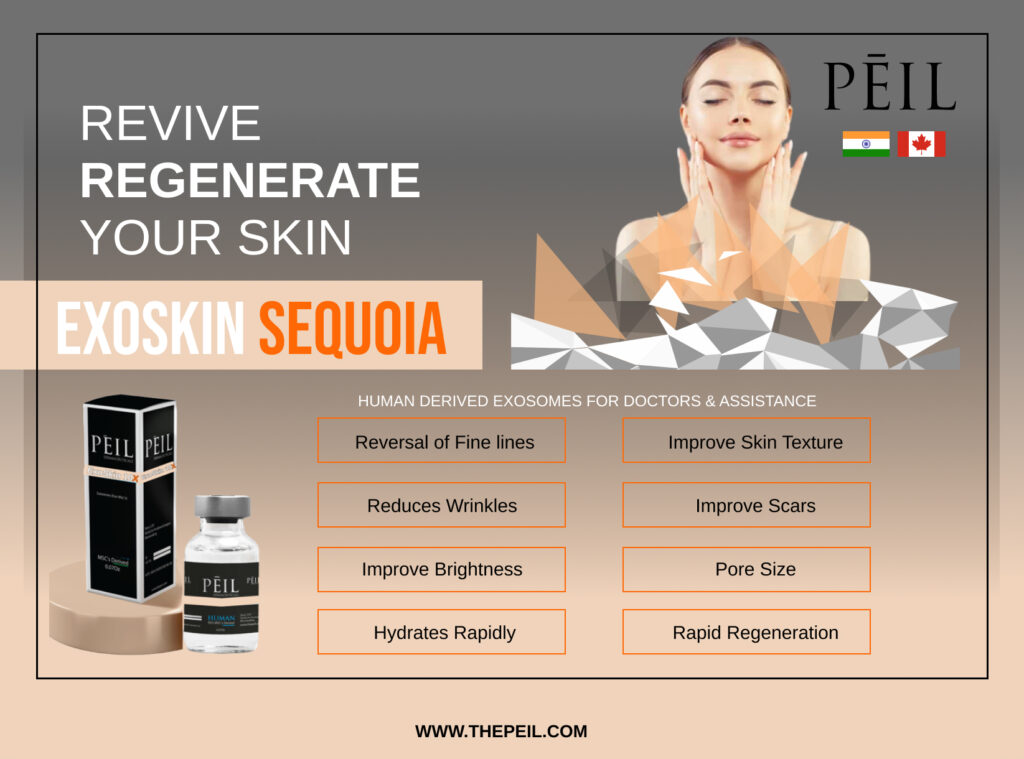 PĒIL
REVIVE
REGENERATE
YOUR SKIN
EXOSKIN SEQUOIA
HUMAN DERIVED EXOSOMES FOR DOCTORS & ASSISTANCE
Reversal of Fine lines
Improve Skin Texture
Reduces Wrinkles
Improve Scars
Improve Brightness
Pore Size
Hydrates Rapidly
Rapid Regeneration
PĒIL
PĒIL
MSC's Derived
0.07Oz
PĒIL
HUMAN
WWW.THEPEIL.COM